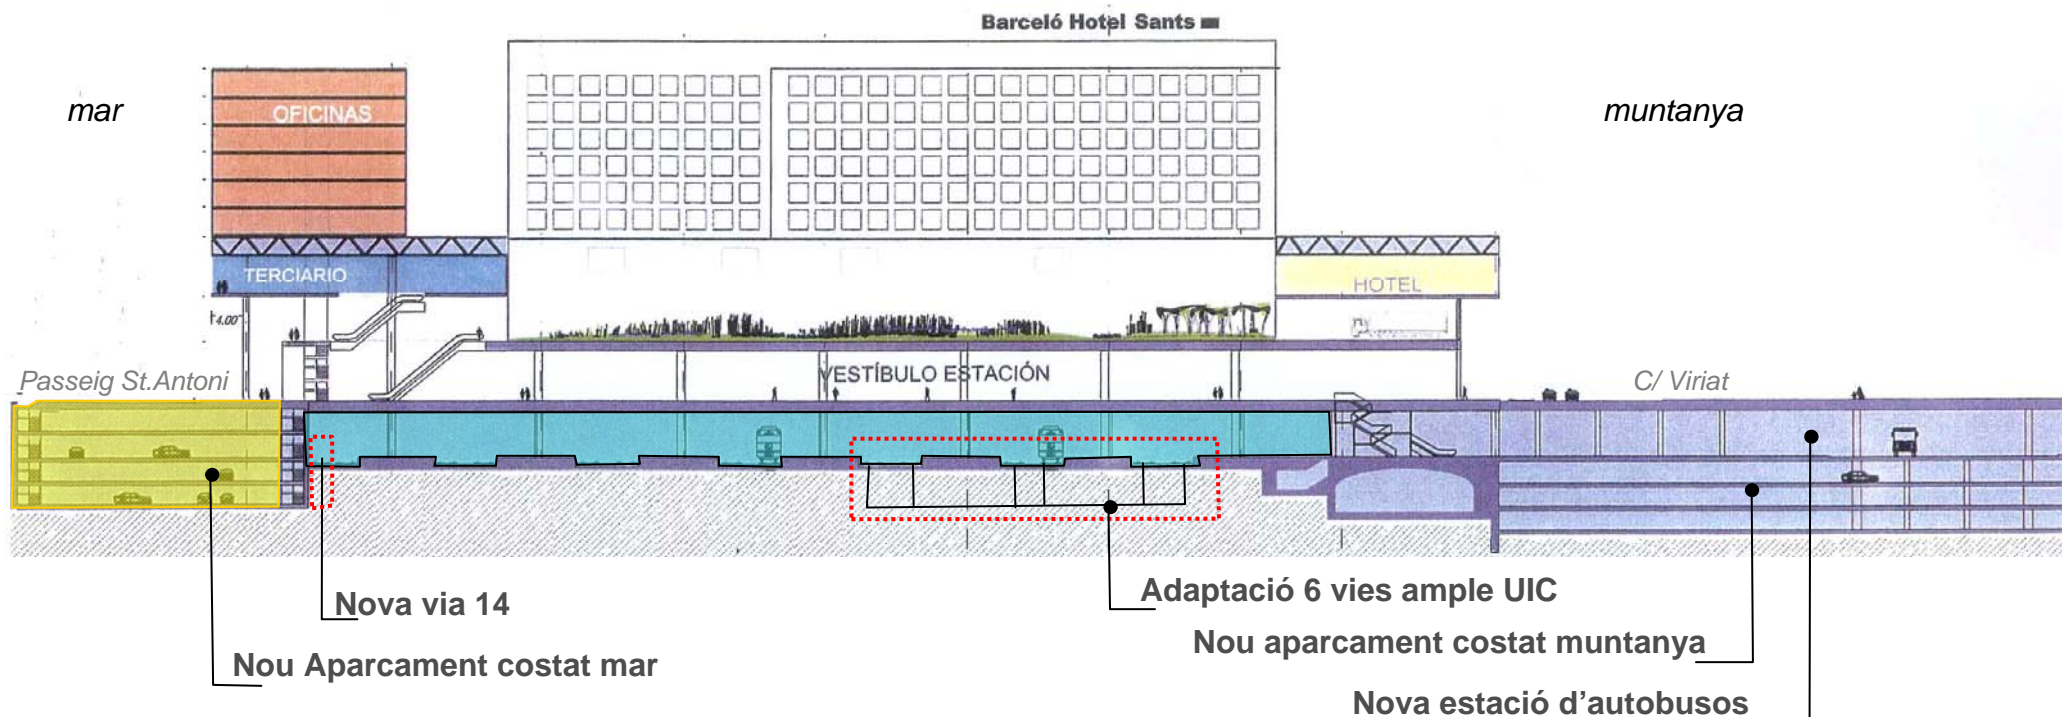 Barceló Hotel Sants
mar
OFICINAS
muntanya
TERCIARIO
HOTEL
4.00
Passeig St.Antoni
VESTÍBULO ESTACIÓN
C/ Viriat
Nova via 14
Adaptació 6 vies ample UIC
Nou aparcament costat muntanya
Nou Aparcament costat mar
Nova estació d’autobusos